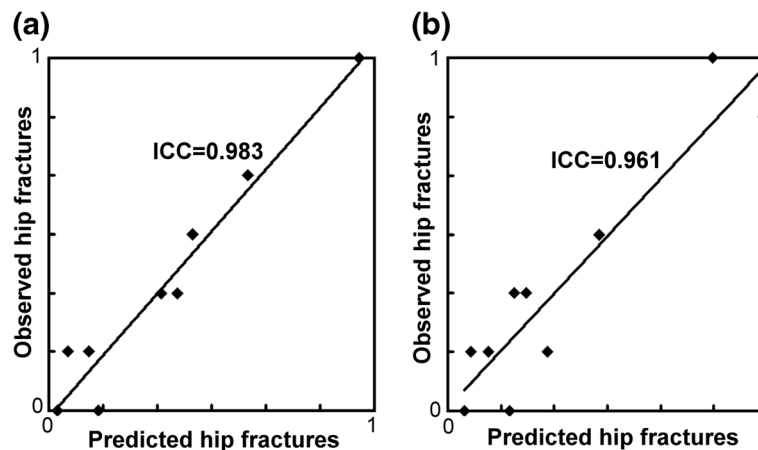 (a)
1
ICC=0.983
Observed hip fractures
0
0
Predicted hip fractures
1
(b)
1
ICC=0.961
Observed hip fractures
0
0
Predicted hip fractures